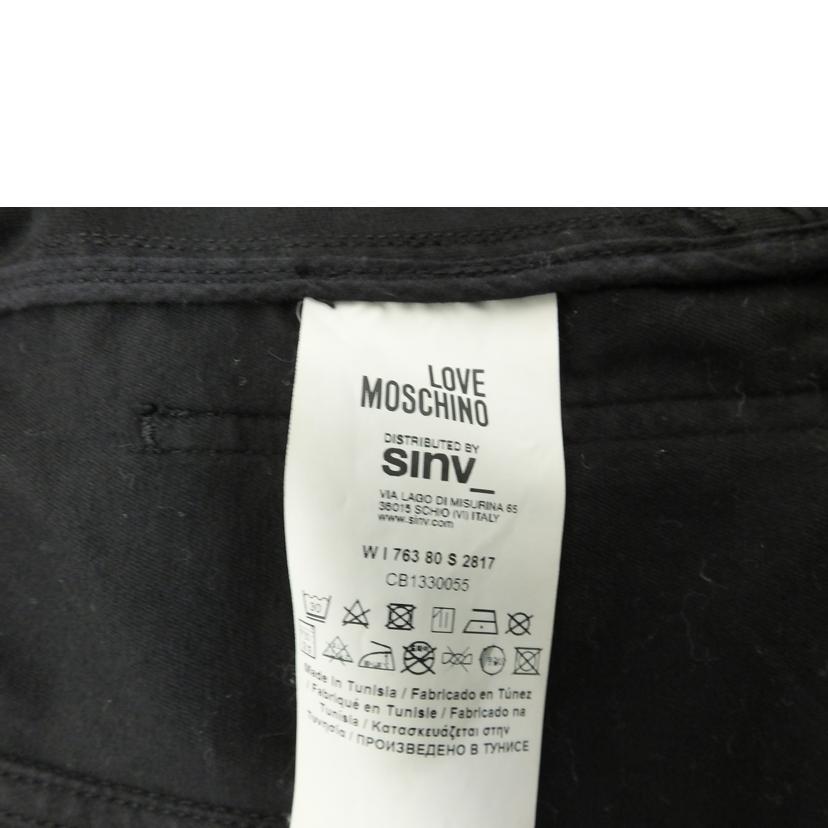 LOVE
MOSCHINO
DISTRIBUTED BY
sinv_
VIA LAGO DI MISURINA 65
36015 SCHIO (VI) ITALY
www.sinv.com
W I 763 80 S 2817
CB1330055
30
Made in Tunisia / Fabricado en Túnez
/ Fabriqué en Tunisie / Fabricado na
Tunísia / Κατασκευάζεται στην
Τυνησία / ПРОИЗВЕДЕНО В ТУНИСЕ